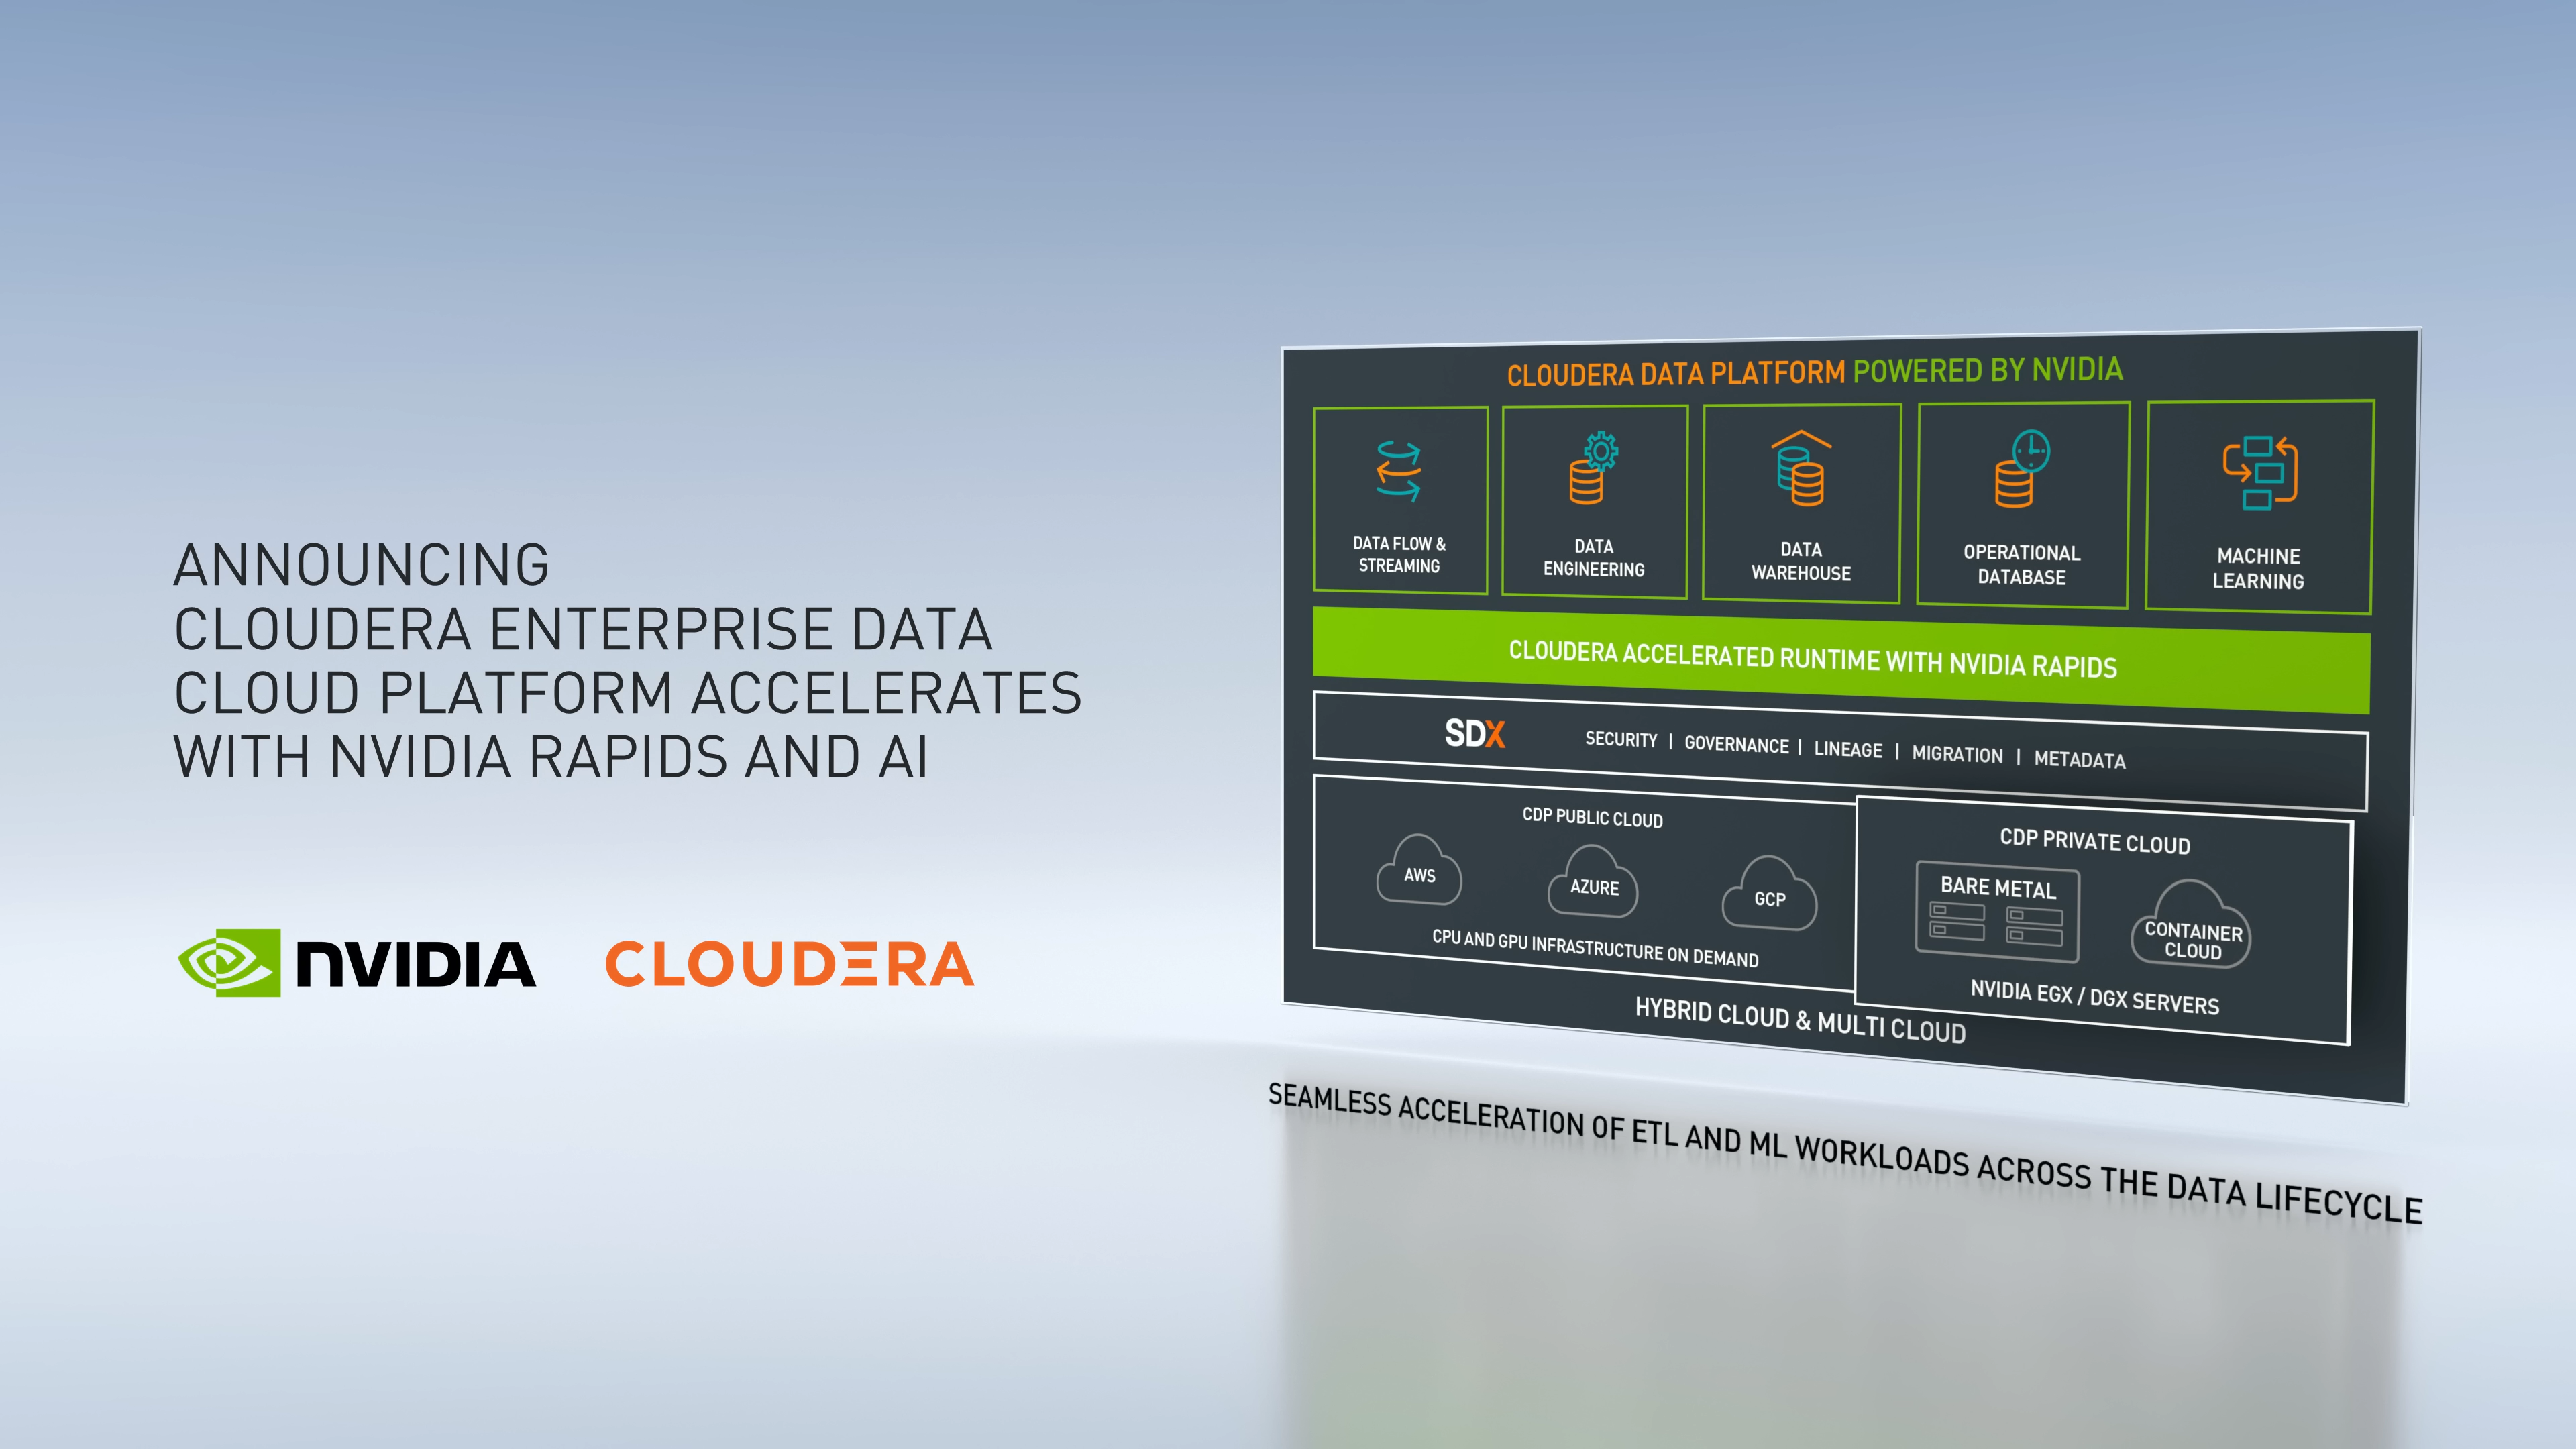 ANNOUNCING
CLOUDERA ENTERPRISE DATA
CLOUD PLATFORM ACCELERATES
WITH NVIDIA RAPIDS AND AI
NVIDIA
CLOUDERA
CLOUDERA DATA PLATFORM POWERED BY NVIDIA
DATA FLOW &
STREAMING
DATA
ENGINEERING
DATA
WAREHOUSE
OPERATIONAL
DATABASE
MACHINE
LEARNING
CLOUDERA ACCELERATED RUNTIME WITH NVIDIA RAPIDS
SDX SECURITY | GOVERNANCE | LINEAGE | MIGRATION | METADATA
CDP PUBLIC CLOUD
AWS
AZURE
GCP
CPU AND GPU INFRASTRUCTURE ON DEMAND
CDP PRIVATE CLOUD
BARE METAL
CONTAINER
CLOUD
NVIDIA EGX / DGX SERVERS
HYBRID CLOUD & MULTI CLOUD
SEAMLESS ACCELERATION OF ETL AND ML WORKLOADS ACROSS THE DATA LIFECYCLE